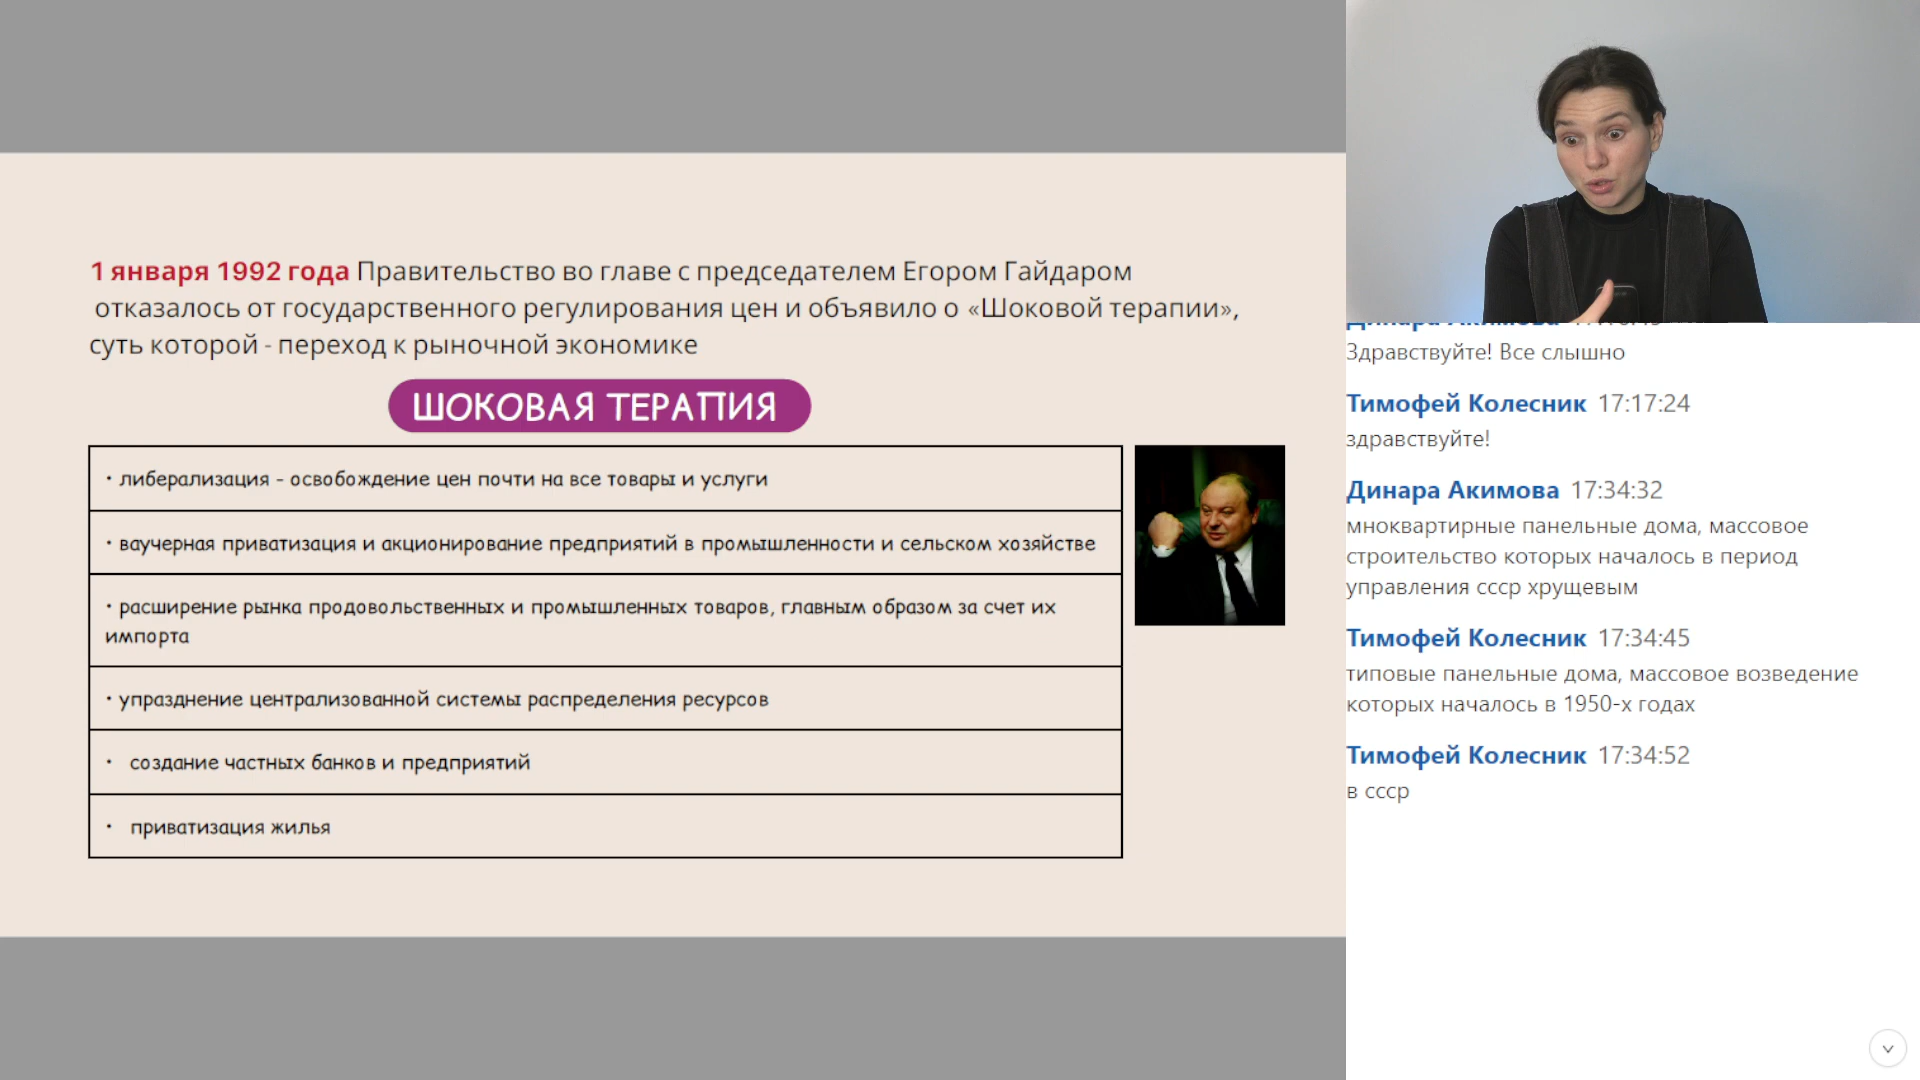 1 января 1992 года Правительство во главе с председателем Егором Гайдаром
отказалось от государственного регулирования цен и объявило о «Шоковой терапии»,
суть которой - переход к рыночной экономике
ШОКОВАЯ ТЕРАПИЯ
• либерализация - освобождение цен почти на все товары и услуги
• ваучерная приватизация и акционирование предприятий в промышленности и сельском хозяйстве
• расширение рынка продовольственных и промышленных товаров, главным образом за счет их
импорта
• упразднение централизованной системы распределения ресурсов
• создание частных банков и предприятий
• приватизация жилья
Динара Акимова
Здравствуйте! Все слышно
Тимофей Колесник 17:17:24
здравствуйте!
Динара Акимова 17:34:32
мноквартирные панельные дома, массовое
строительство которых началось в период
управления ссср хрущевым
Тимофей Колесник 17:34:45
типовые панельные дома, массовое возведение
которых началось в 1950-х годах
Тимофей Колесник 17:34:52
в ссср